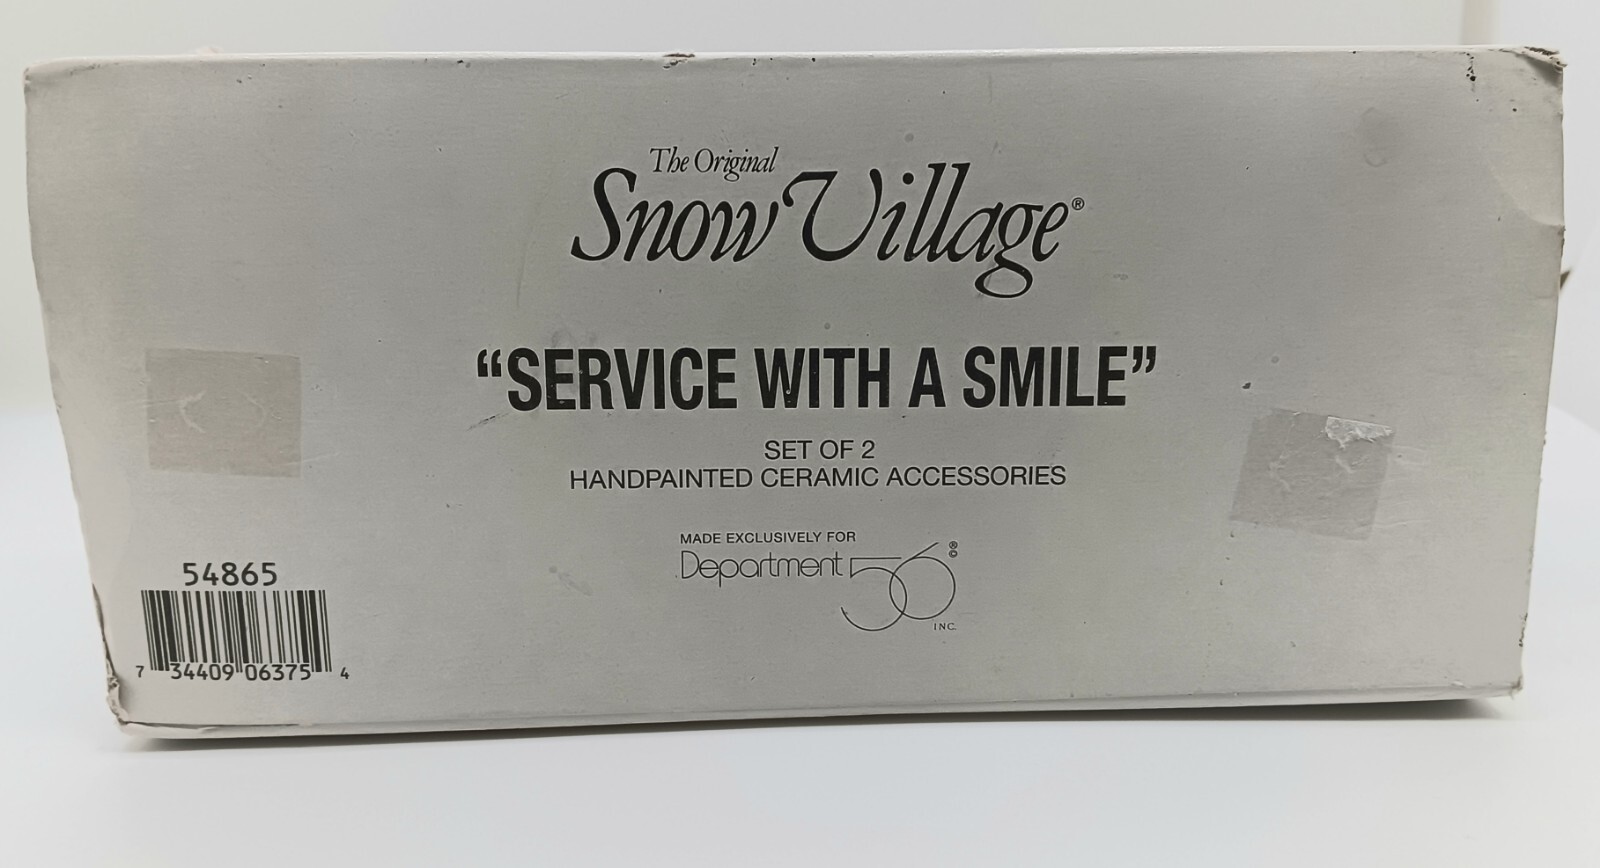 The Original
Snow Village®
“SERVICE WITH A SMILE”
SET OF 2
HANDPAINTED CERAMIC ACCESSORIES
MADE EXCLUSIVELY FOR
Department 56 ® ©
INC.
54865
7 34409 06375 4